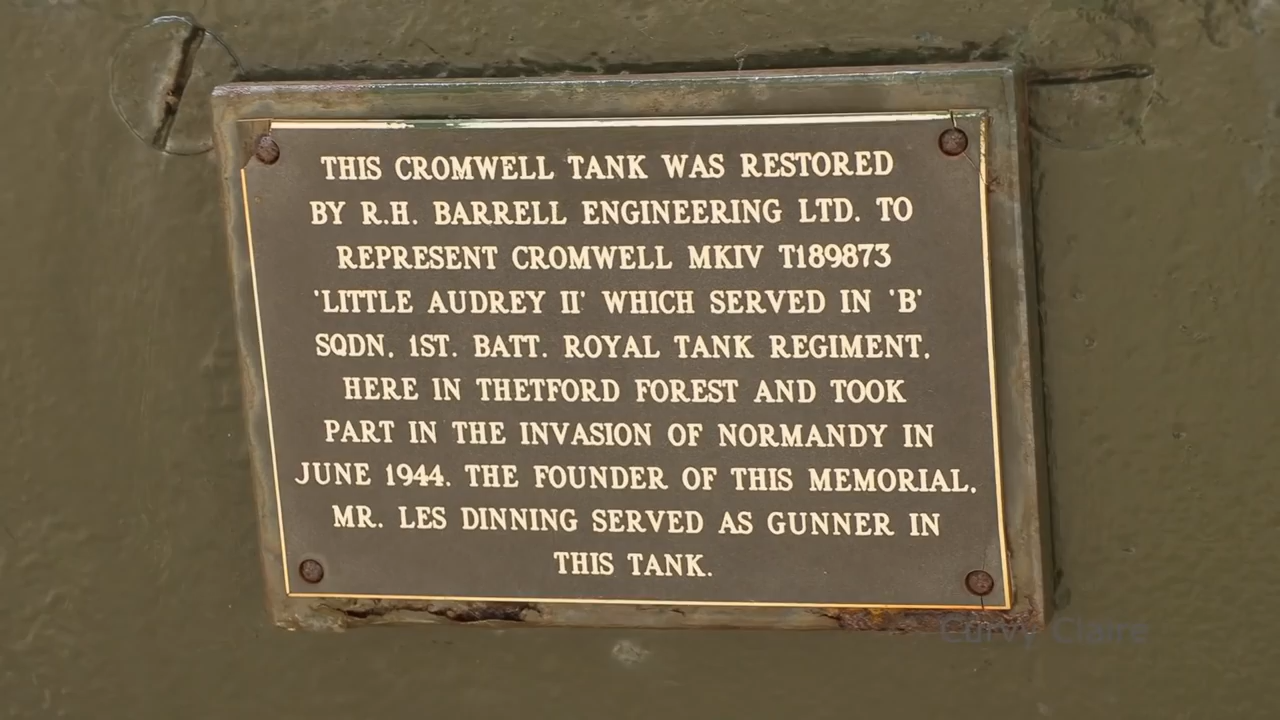 THIS CROMWELL TANK WAS RESTORED
BY R.H. BARRELL ENGINEERING LTD. TO
REPRESENT CROMWELL MKIV T189873
'LITTLE AUDREY II' WHICH SERVED IN 'B'
SQDN. 1ST. BATT. ROYAL TANK REGIMENT.
HERE IN THETFORD FOREST AND TOOK
PART IN THE INVASION OF NORMANDY IN
JUNE 1944. THE FOUNDER OF THIS MEMORIAL.
MR. LES DINNING SERVED AS GUNNER IN
THIS TANK.
Curvy Claire